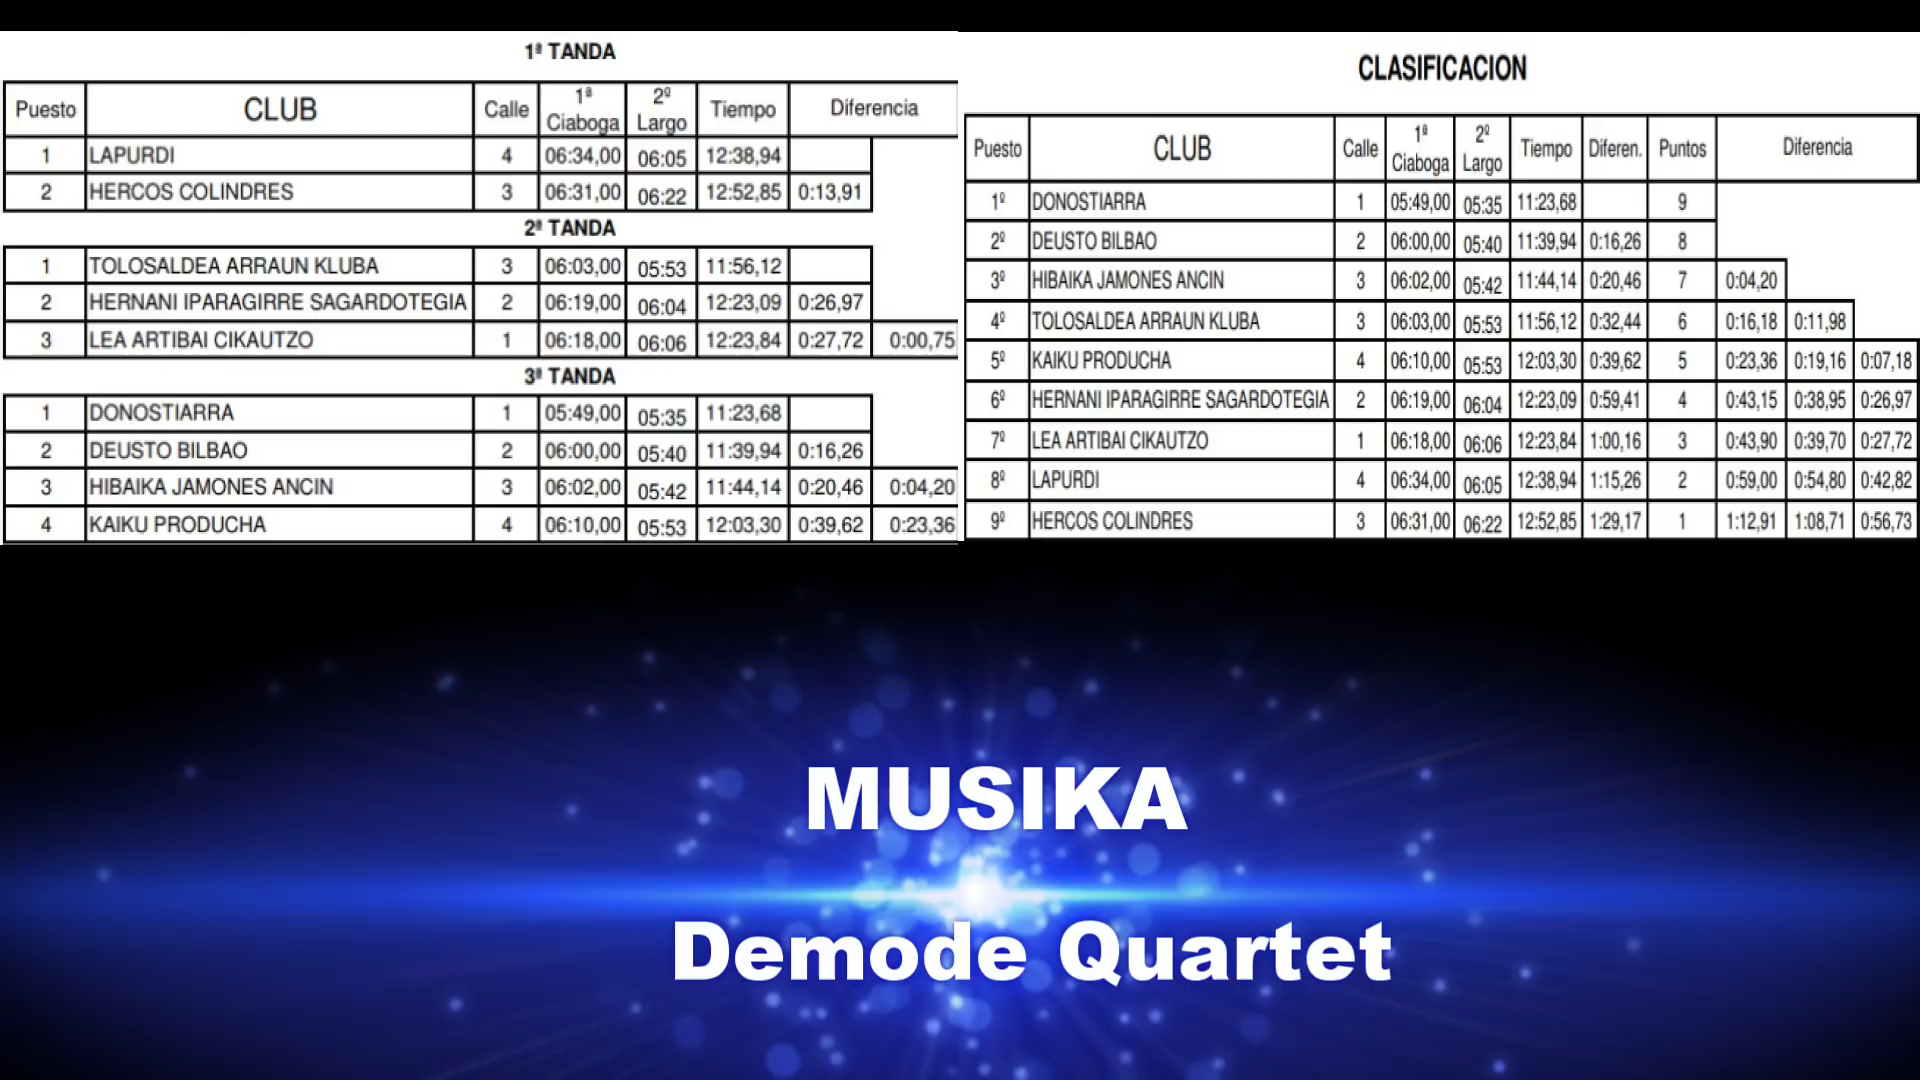 1ª TANDA
Puesto CLUB Calle 1ª Ciaboga 2º Largo Tiempo Diferencia
1 LAPURDI 4 06:34,00 06:05 12:38,94
2 HERCOS COLINDRES 3 06:31,00 06:22 12:52,85 0:13,91
2ª TANDA
1 TOLOSALDEA ARRAUN KLUBA 3 06:03,00 05:53 11:56,12
2 HERNANI IPARAGIRRE SAGARDOTEGIA 2 06:19,00 06:04 12:23,09 0:26,97
3 LEA ARTIBAI CIKAUTZO 1 06:18,00 06:06 12:23,84 0:27,72 0:00,75
3ª TANDA
1 DONOSTIARRA 1 05:49,00 05:35 11:23,68
2 DEUSTO BILBAO 2 06:00,00 05:40 11:39,94 0:16,26
3 HIBAIKA JAMONES ANCIN 3 06:02,00 05:42 11:44,14 0:20,46 0:04,20
4 KAIKU PRODUCHA 4 06:10,00 05:53 12:03,30 0:39,62 0:23,36
CLASIFICACION
Puesto CLUB Calle 1ª Ciaboga 2º Largo Tiempo Diferen. Puntos Diferencia
1º DONOSTIARRA 1 05:49,00 05:35 11:23,68 9
2º DEUSTO BILBAO 2 06:00,00 05:40 11:39,94 0:16,26 8
3º HIBAIKA JAMONES ANCIN 3 06:02,00 05:42 11:44,14 0:20,46 7 0:04,20
4º TOLOSALDEA ARRAUN KLUBA 3 06:03,00 05:53 11:56,12 0:32,44 6 0:16,18 0:11,98
5º KAIKU PRODUCHA 4 06:10,00 05:53 12:03,30 0:39,62 5 0:23,36 0:19,16 0:07,18
6º HERNANI IPARAGIRRE SAGARDOTEGIA 2 06:19,00 06:04 12:23,09 0:59,41 4 0:43,15 0:38,95 0:26,97
7º LEA ARTIBAI CIKAUTZO 1 06:18,00 06:06 12:23,84 1:00,16 3 0:43,90 0:39,70 0:27,72
8º LAPURDI 4 06:34,00 06:05 12:38,94 1:15,26 2 0:59,00 0:54,80 0:42,82
9º HERCOS COLINDRES 3 06:31,00 06:22 12:52,85 1:29,17 1 1:12,91 1:08,71 0:56,73
MUSIKA
Demode Quartet